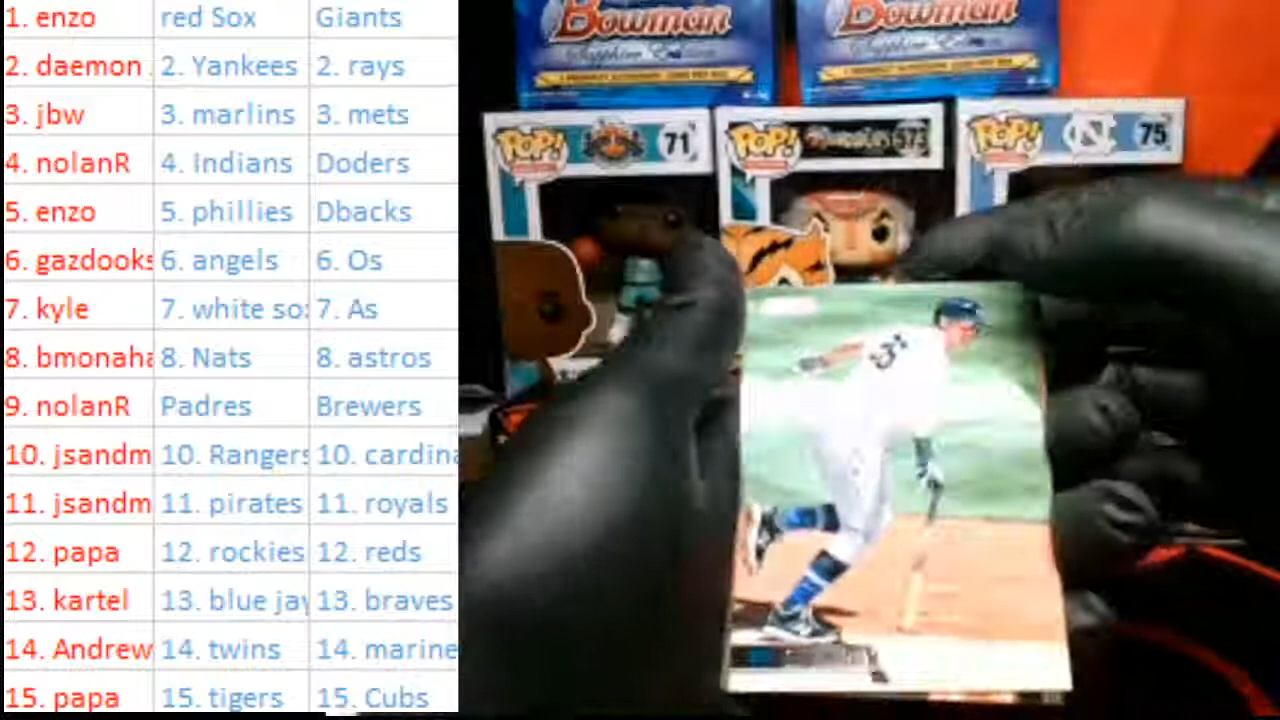 1. enzo red Sox Giants
2. daemon 2. Yankees 2. rays
3. jbw 3. marlins 3. mets
4. nolanR 4. Indians Doders
5. enzo 5. phillies Dbacks
6. gazdooks 6. angels 6. Os
7. kyle 7. white so 7. As
8. bmonaha 8. Nats 8. astros
9. nolanR Padres Brewers
10. jsandm 10. Rangers 10. cardina
11. jsandm 11. pirates 11. royals
12. papa 12. rockies 12. reds
13. kartel 13. blue jay 13. braves
14. Andrew 14. twins 14. marine
15. papa 15. tigers 15. Cubs
Bowman Bowman
Sapphire Sapphire
POP! 71 POP! 573 POP! NC 75